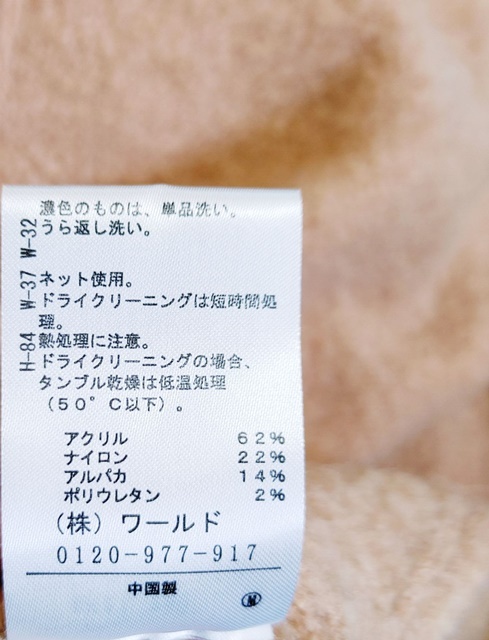 濃色のものは、単品洗い。
うら返し洗い。
ネット使用。
ドライクリーニングは短時間処
理。
熱処理に注意。
ドライクリーニングの場合、
タンブル乾燥は低温処理
（50°C以下）。
H-84 W-37 W-32
アクリル 62%
ナイロン 22%
アルパカ 14%
ポリウレタン 2%
（株）ワールド
0120-977-917
中国製